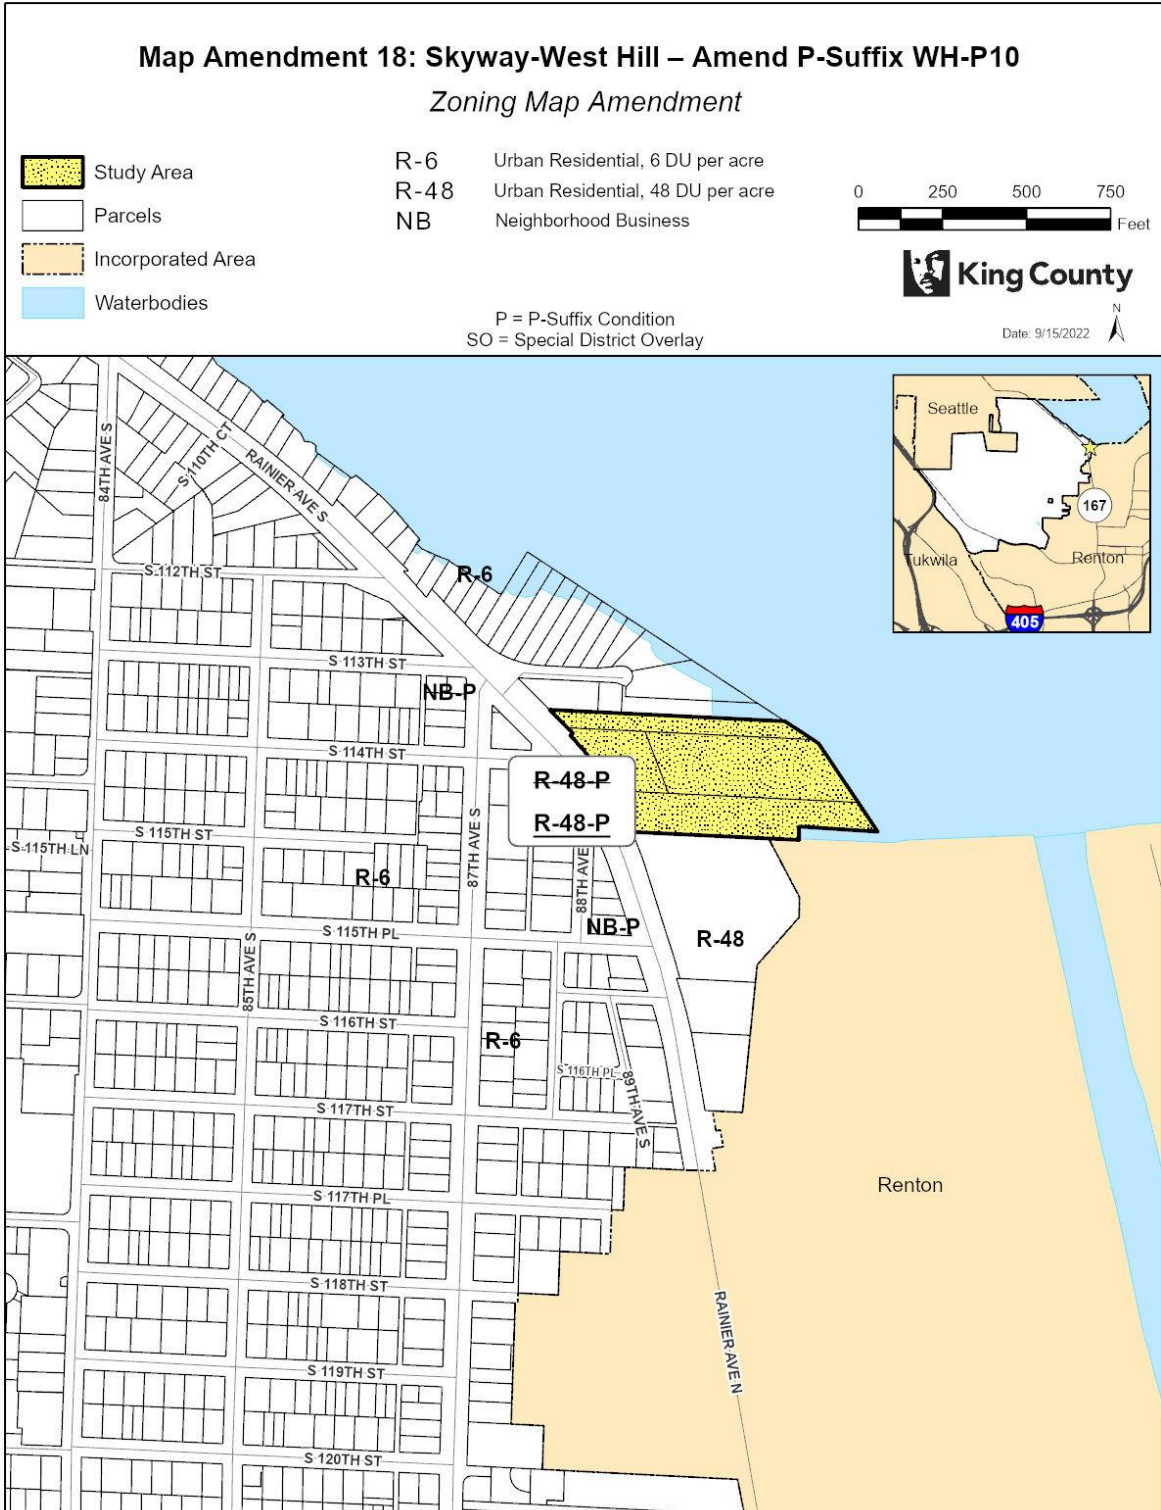 Map Amendment 18: Skyway-West Hill – Amend P-Suffix WH-P10
Zoning Map Amendment
Study Area
Parcels
Incorporated Area
Waterbodies
R-6 Urban Residential, 6 DU per acre
R-48 Urban Residential, 48 DU per acre
NB Neighborhood Business
P = P-Suffix Condition
SO = Special District Overlay
0 250 500 750
Feet
King County
N
Date: 9/15/2022
Seattle
167
Tukwila
Renton
405
84TH AVE S
S 110TH CT
RAINIER AVE S
S 112TH ST
R-6
S 113TH ST
NB-P
S 114TH ST
R-48-P
R-48-P
S 115TH ST
S 115TH LN
87TH AVE S
88TH AVE
R-6
NB-P
R-48
S 115TH PL
85TH AVE S
S 116TH ST
R-6
S 116TH PL
89TH AVE S
S 117TH ST
S 117TH PL
Renton
S 118TH ST
RAINIER AVE N
S 119TH ST
S 120TH ST